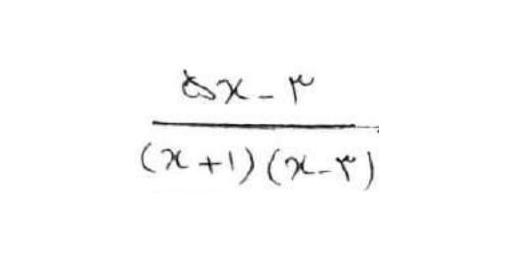 ۵x - ۳
(x + ۱) (x - ۳)